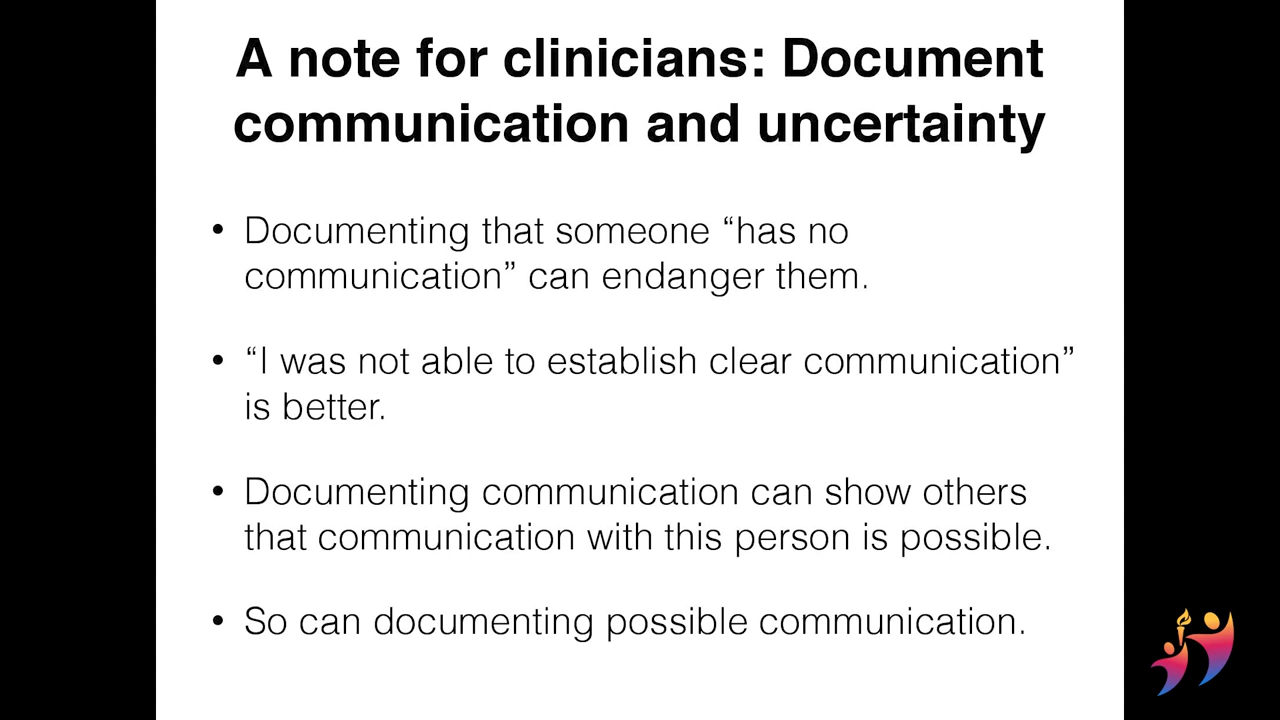 A note for clinicians: Document
communication and uncertainty
• Documenting that someone “has no
communication” can endanger them.
• “I was not able to establish clear communication”
is better.
• Documenting communication can show others
that communication with this person is possible.
• So can documenting possible communication.